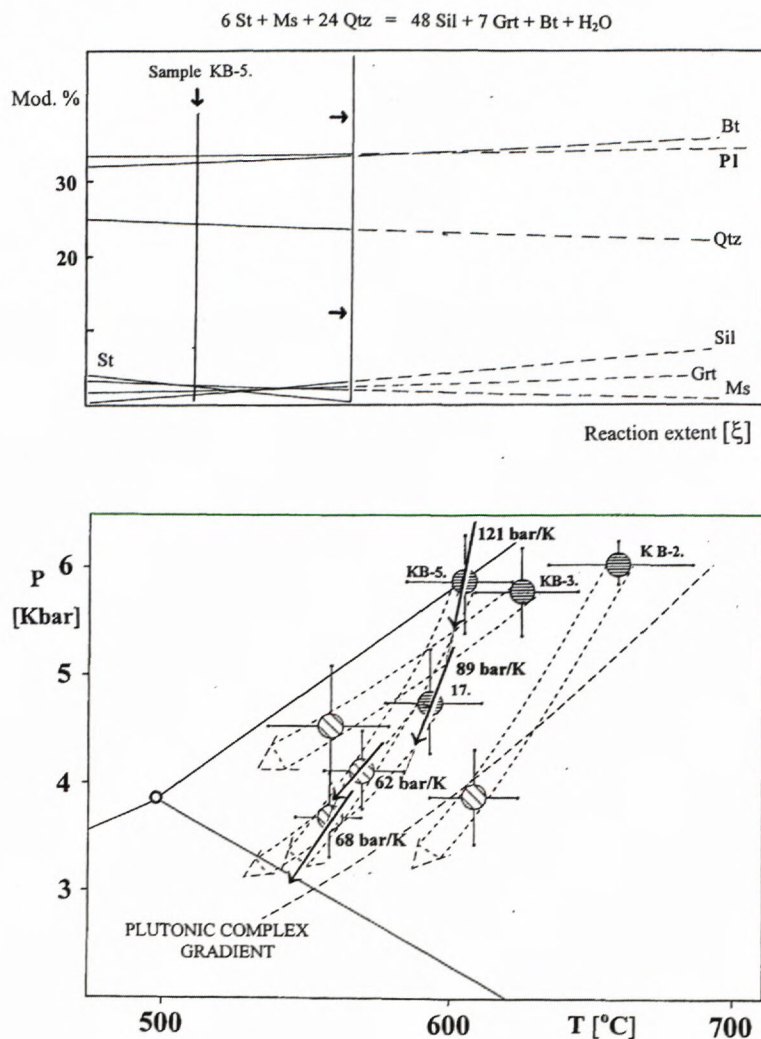 6 St + Ms + 24 Qtz = 48 Sil + 7 Grt + Bt + H₂O
Sample KB-5.
Mod. %
Bt
Pl
30
Qtz
20
St
Sil
Grt
Ms
Reaction extent [ξ]
121 bar/K
K B-2.
6
P
KB-5.
KB-3.
[Kbar]
5
89 bar/K
17.
4
62 bar/K
68 bar/K
3
PLUTONIC COMPLEX
GRADIENT
500
600
T [°C]
700